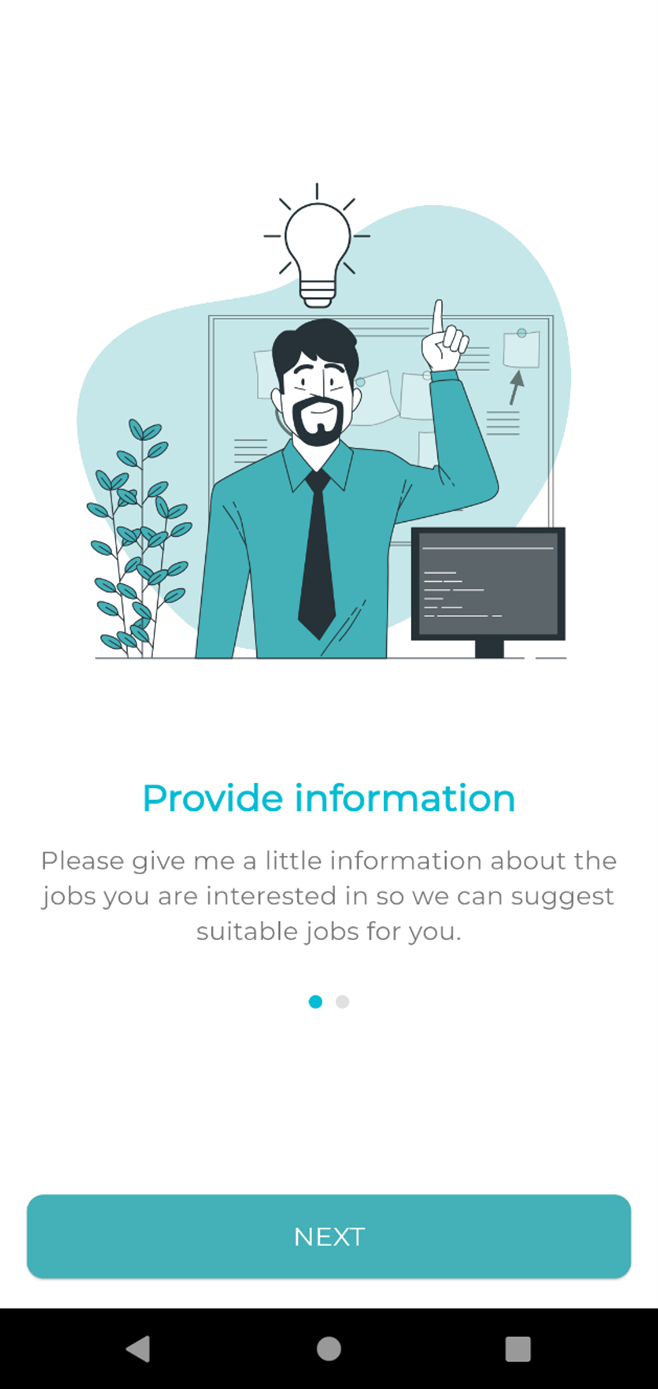 Provide information
Please give me a little information about the
jobs you are interested in so we can suggest
suitable jobs for you.
NEXT